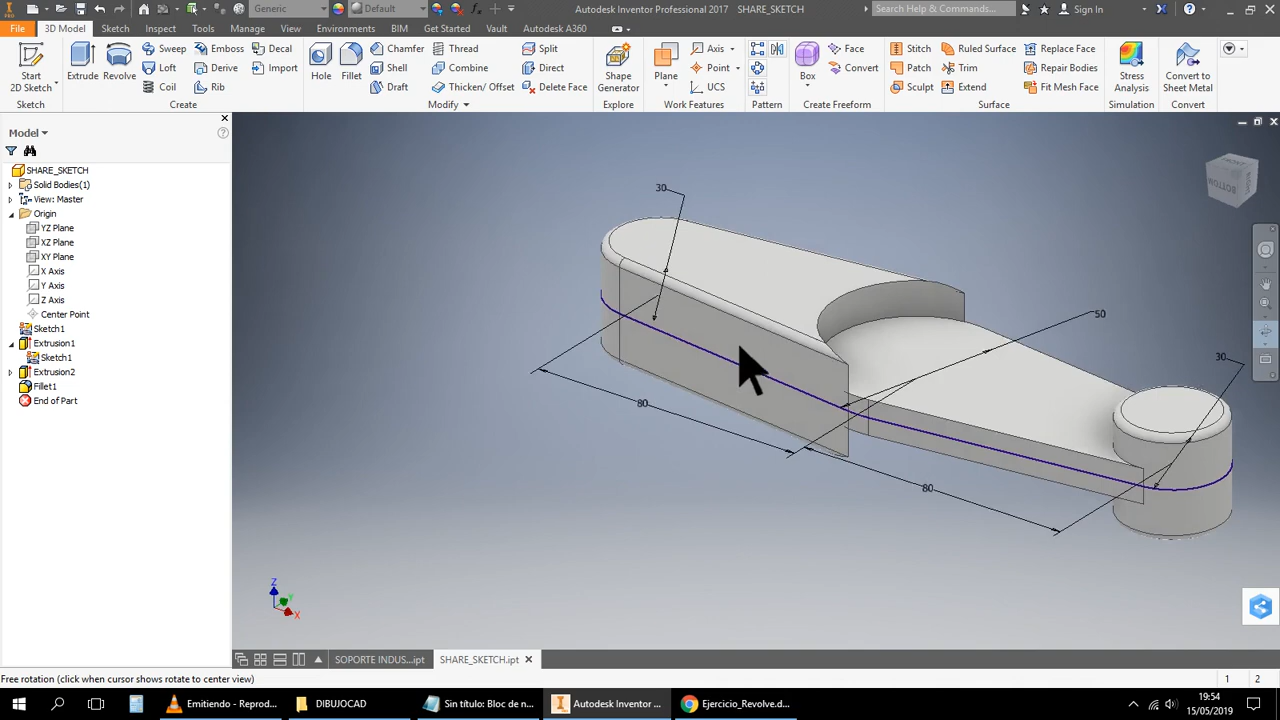 Generic
Default
Autodesk Inventor Professional 2017 SHARE_SKETCH
Search Help & Commands...
Sign In
File
3D Model
Sketch
Inspect
Tools
Manage
View
Environments
BIM
Get Started
Vault
Autodesk A360
Start
2D Sketch
Sketch
Extrude
Revolve
Sweep
Loft
Coil
Emboss
Derive
Rib
Decal
Import
Create
Hole
Fillet
Chamfer
Shell
Draft
Thread
Combine
Thicken/ Offset
Split
Direct
Delete Face
Modify
Shape
Generator
Explore
Plane
Axis
Point
UCS
Work Features
Pattern
Box
Face
Convert
Create Freeform
Stitch
Patch
Sculpt
Ruled Surface
Trim
Extend
Replace Face
Repair Bodies
Fit Mesh Face
Surface
Stress
Analysis
Simulation
Convert to
Sheet Metal
Convert
Model
SHARE_SKETCH
Solid Bodies(1)
View: Master
Origin
YZ Plane
XZ Plane
XY Plane
X Axis
Y Axis
Z Axis
Center Point
Sketch1
Extrusion1
Sketch1
Extrusion2
Fillet1
End of Part
BOTTOM
30
50
30
80
80
Z
Y
X
SOPORTE INDUS...ipt
SHARE_SKETCH.ipt
Free rotation (click when cursor shows rotate to center view)
1
2
Emitiendo - Reprod...
DIBUJOCAD
Sin título: Bloc de n...
Autodesk Inventor ...
Ejercicio_Revolve.d...
19:54
15/05/2019